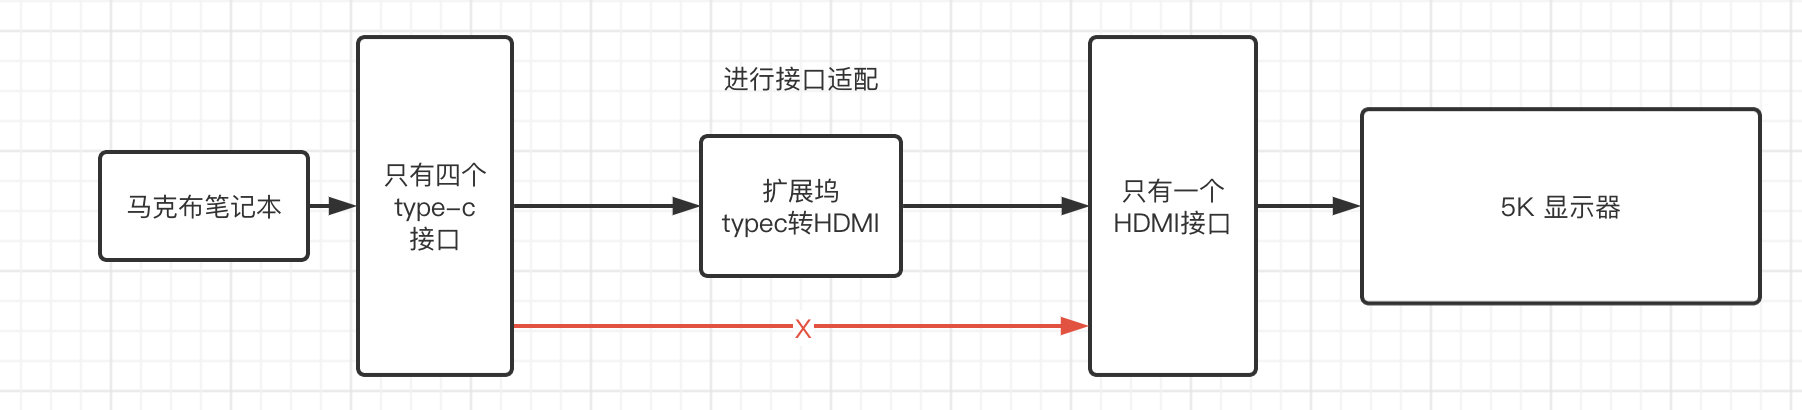 进行接口适配
马克布笔记本
只有四个
type-c
接口
扩展坞
typec转HDMI
只有一个
HDMI接口
5K 显示器
X